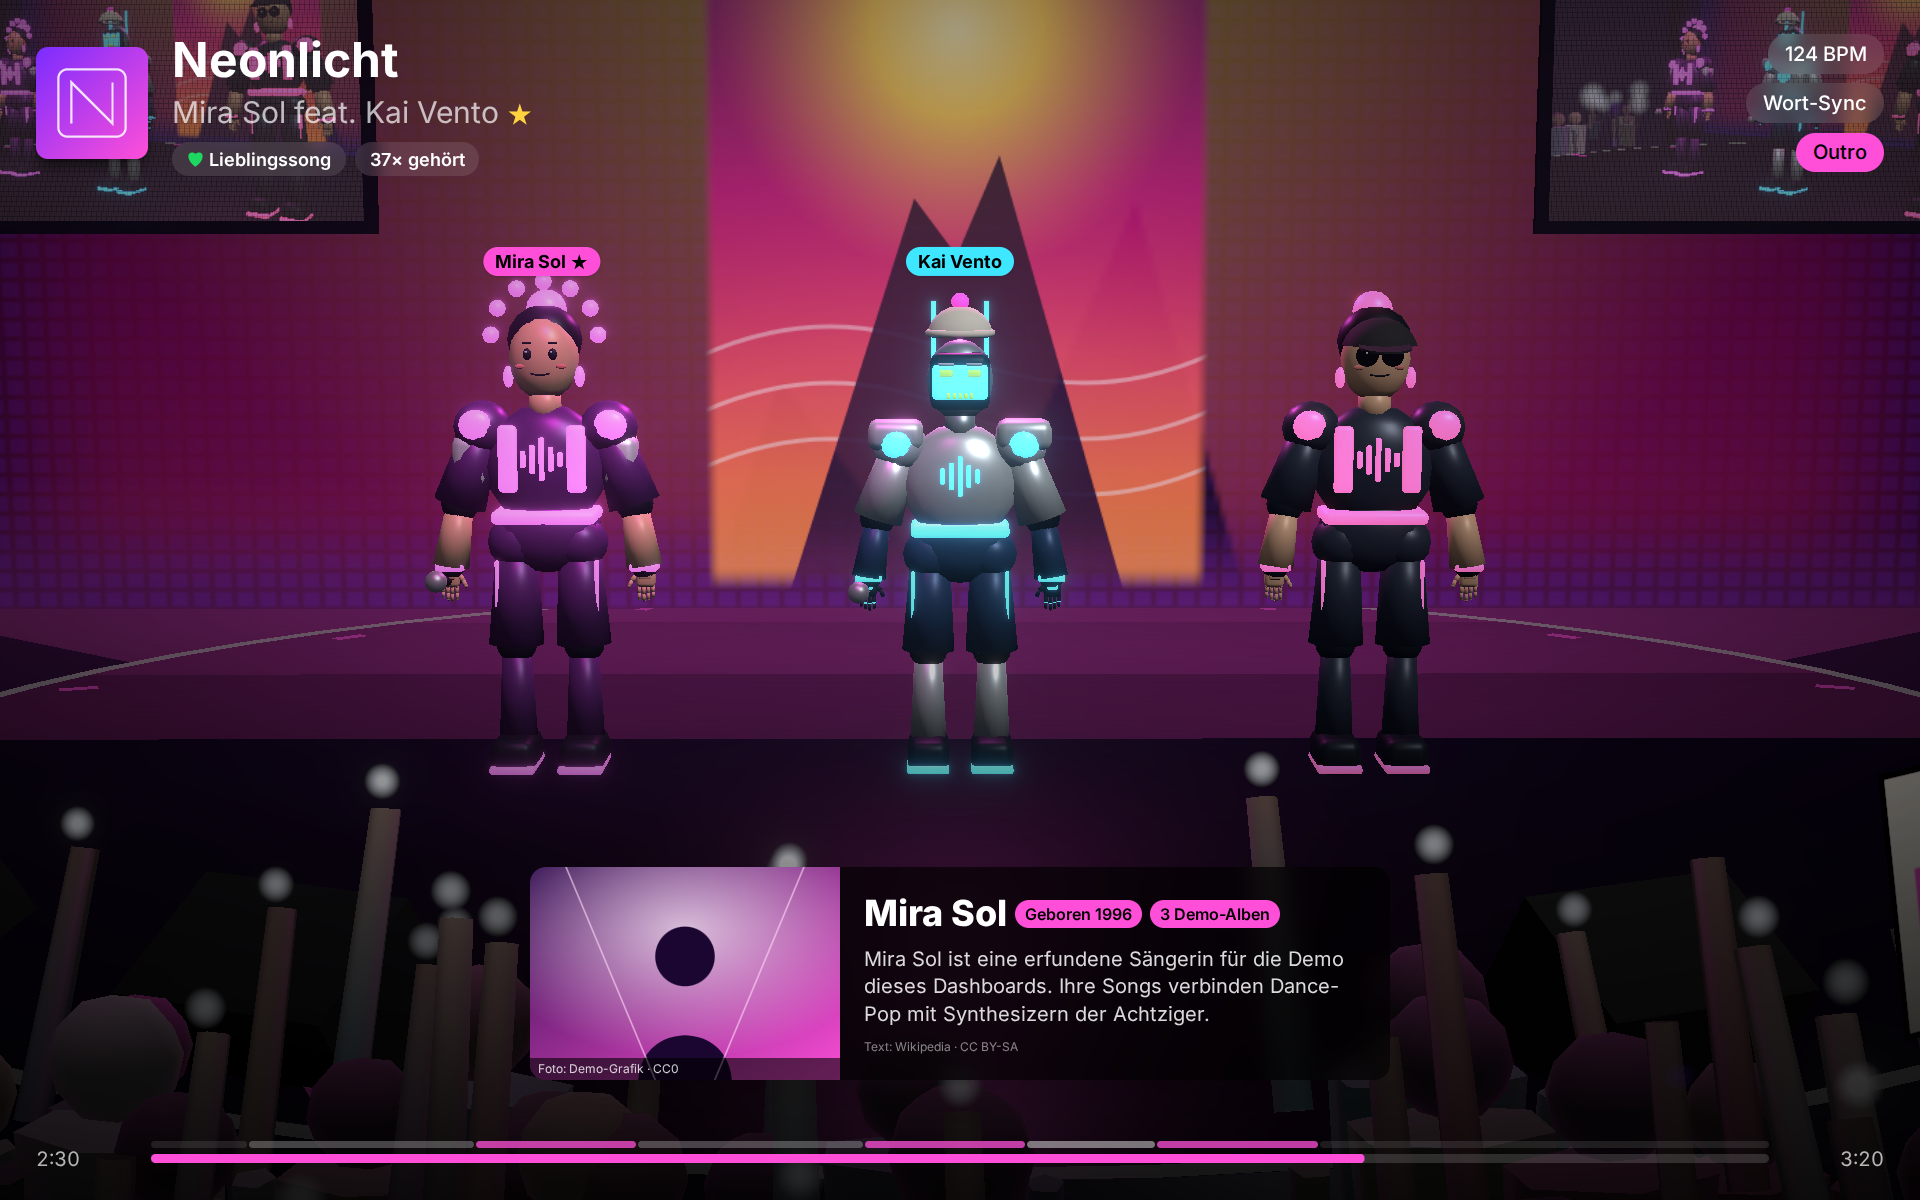 N
Neonlicht
Mira Sol feat. Kai Vento ★
Lieblingssong
37× gehört
124 BPM
Wort-Sync
Outro
Mira Sol ★
Kai Vento
Mira Sol
Geboren 1996
3 Demo-Alben
Mira Sol ist eine erfundene Sängerin für die Demo
dieses Dashboards. Ihre Songs verbinden Dance-
Pop mit Synthesizern der Achtziger.
Text: Wikipedia · CC BY-SA
Foto: Demo-Grafik · CC0
2:30
3:20